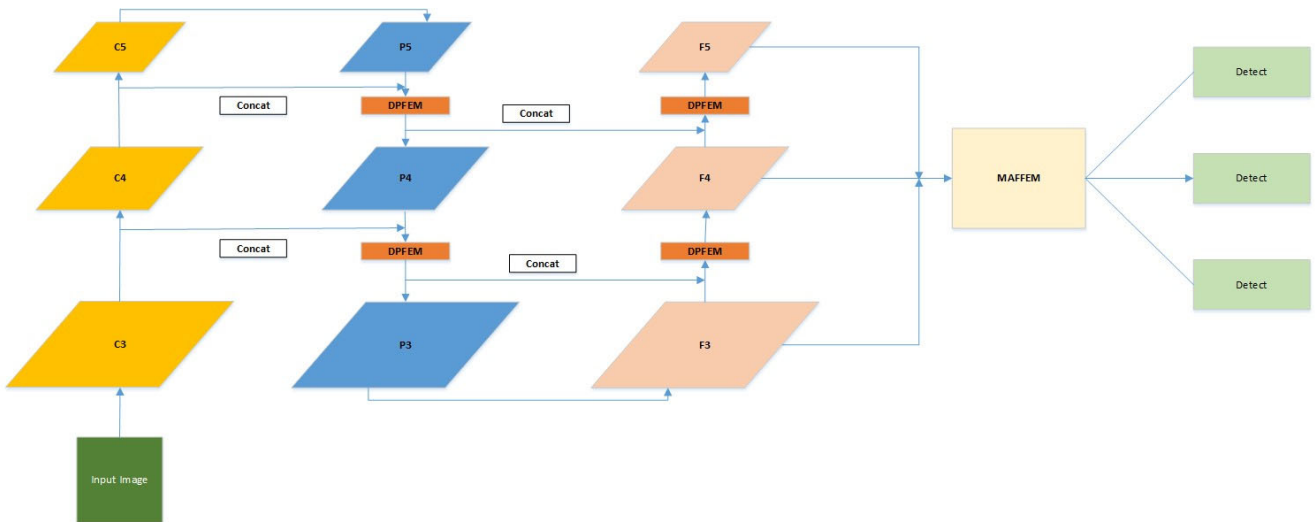 C5
P5
F5
Detect
Concat
DPFEM
Concat
DPFEM
C4
P4
F4
MAFFEM
Detect
Concat
DPFEM
Concat
DPFEM
Detect
C3
P3
F3
Input Image